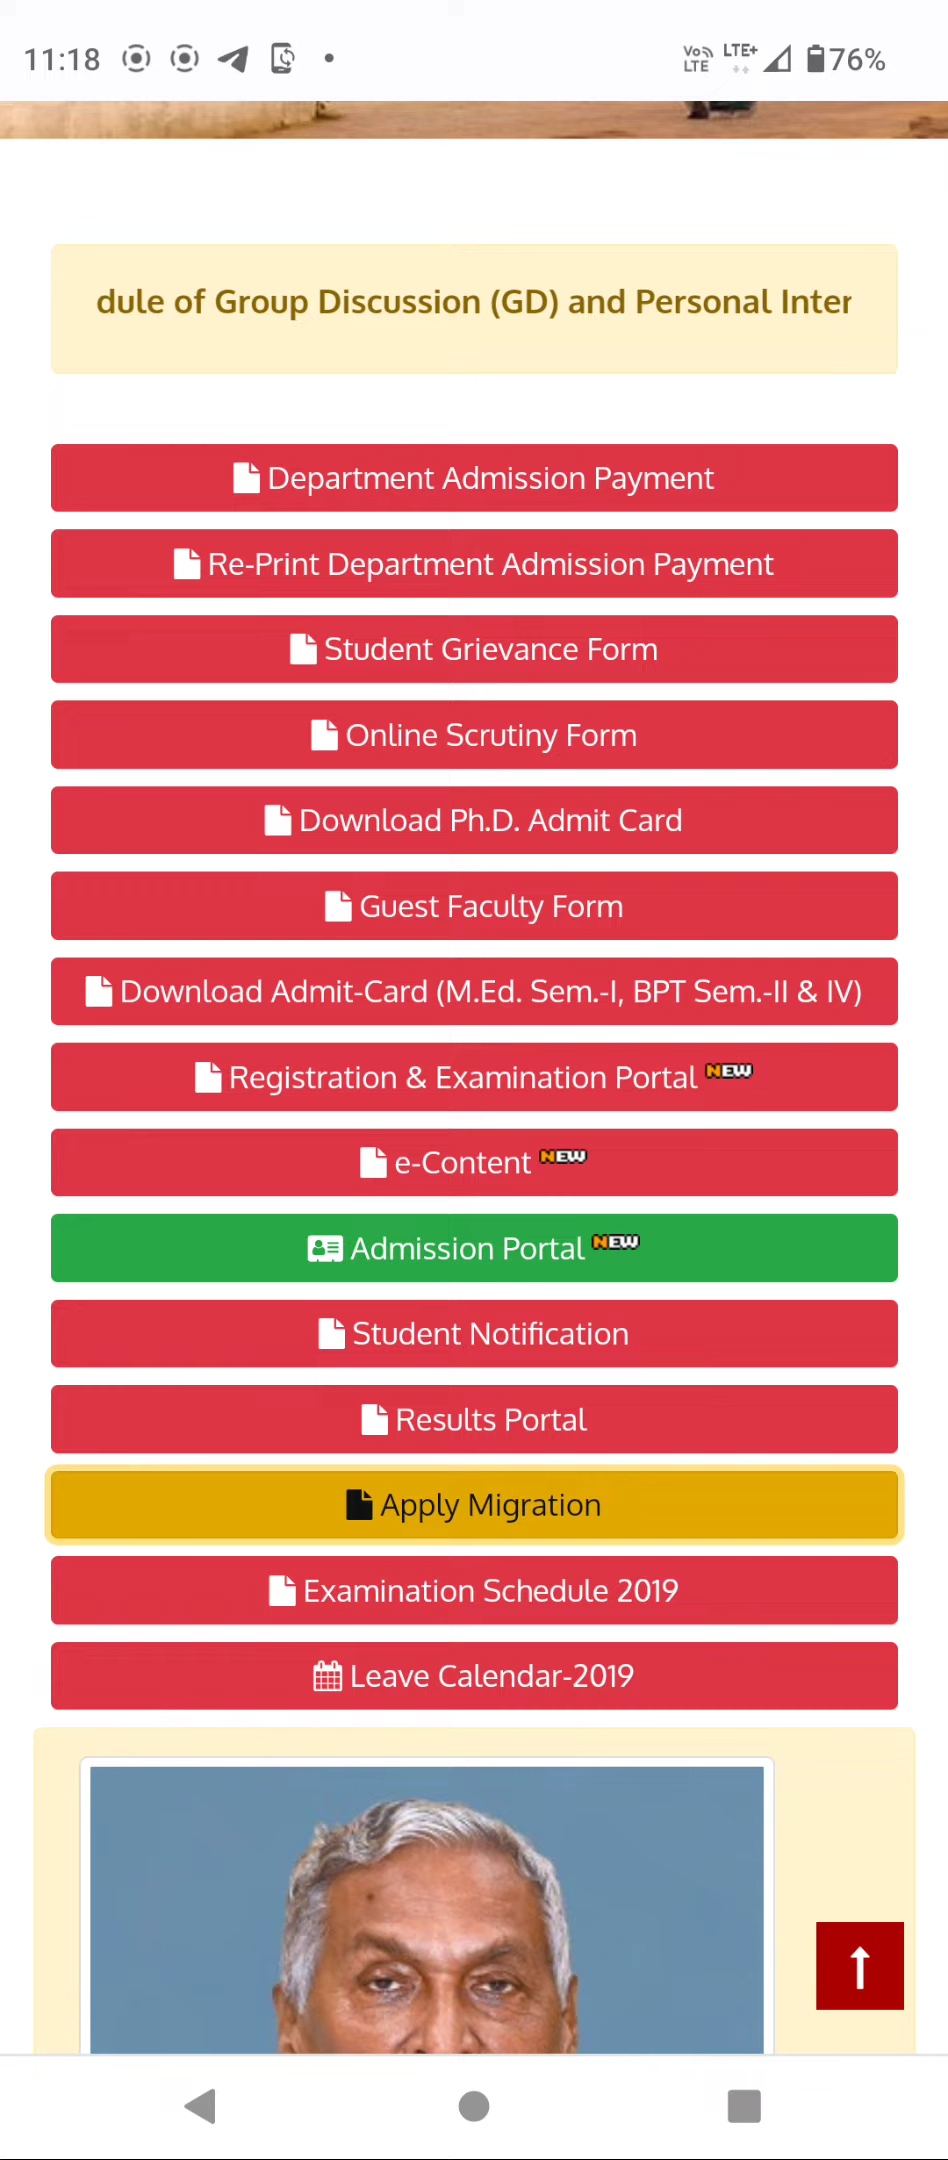 11:18 Vo LTE LTE+ 76%
dule of Group Discussion (GD) and Personal Inter
Department Admission Payment
Re-Print Department Admission Payment
Student Grievance Form
Online Scrutiny Form
Download Ph.D. Admit Card
Guest Faculty Form
Download Admit-Card (M.Ed. Sem.-I, BPT Sem.-II & IV)
Registration & Examination Portal NEW
e-Content NEW
Admission Portal NEW
Student Notification
Results Portal
Apply Migration
Examination Schedule 2019
Leave Calendar-2019